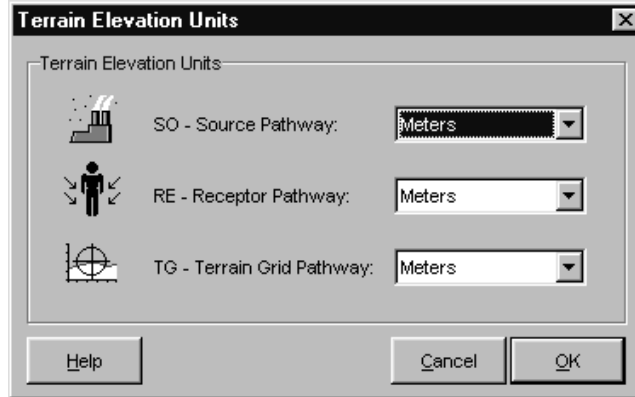 Terrain Elevation Units
Terrain Elevation Units
SO - Source Pathway: Meters
RE - Receptor Pathway: Meters
TG - Terrain Grid Pathway: Meters
Help Cancel OK